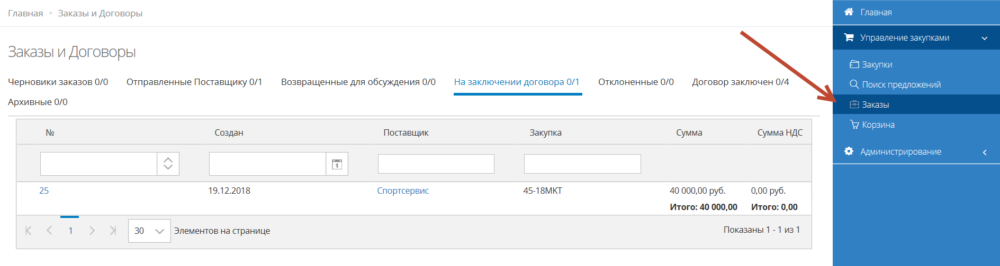 Главная • Заказы и Договоры
Заказы и Договоры
Черновики заказов 0/0 Отправленные Поставщику 0/1 Возвращенные для обсуждения 0/0 На заключении договора 0/1 Отклоненные 0/0 Договор заключен 0/4
Архивные 0/0
№ Создан Поставщик Закупка Сумма Сумма НДС
1
25 19.12.2018 Спортсервис 45-18МКТ 40 000,00 руб. 0,00 руб.
Итого: 40 000,00 Итого: 0,00
1 30 Элементов на странице Показаны 1 - 1 из 1
Главная
Управление закупками
Закупки
Поиск предложений
Заказы
Корзина
Администрирование